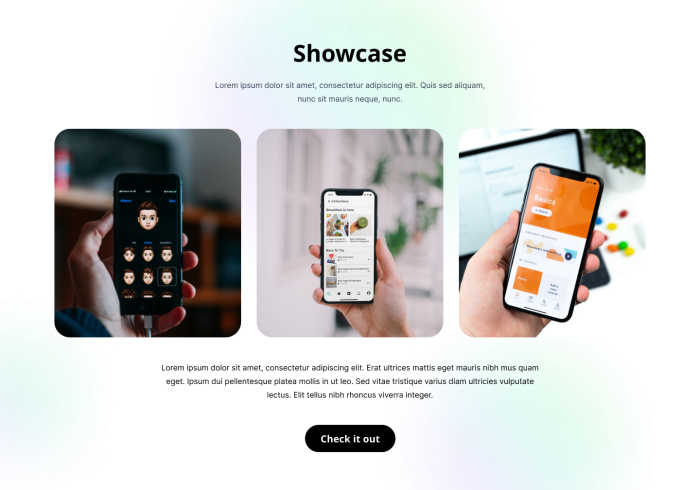 Showcase
Lorem ipsum dolor sit amet, consectetur adipiscing elit. Quis sed aliquam,
nunc sit mauris neque, nunc.
Basics
Lorem ipsum dolor sit amet, consectetur adipiscing elit. Erat ultrices mattis eget mauris nibh mus quam
eget. Ipsum dui pellentesque platea mollis in ut leo. Sed vitae tristique varius diam ultricies vulputate
lectus. Elit tellus nibh rhoncus viverra integer.
Check it out